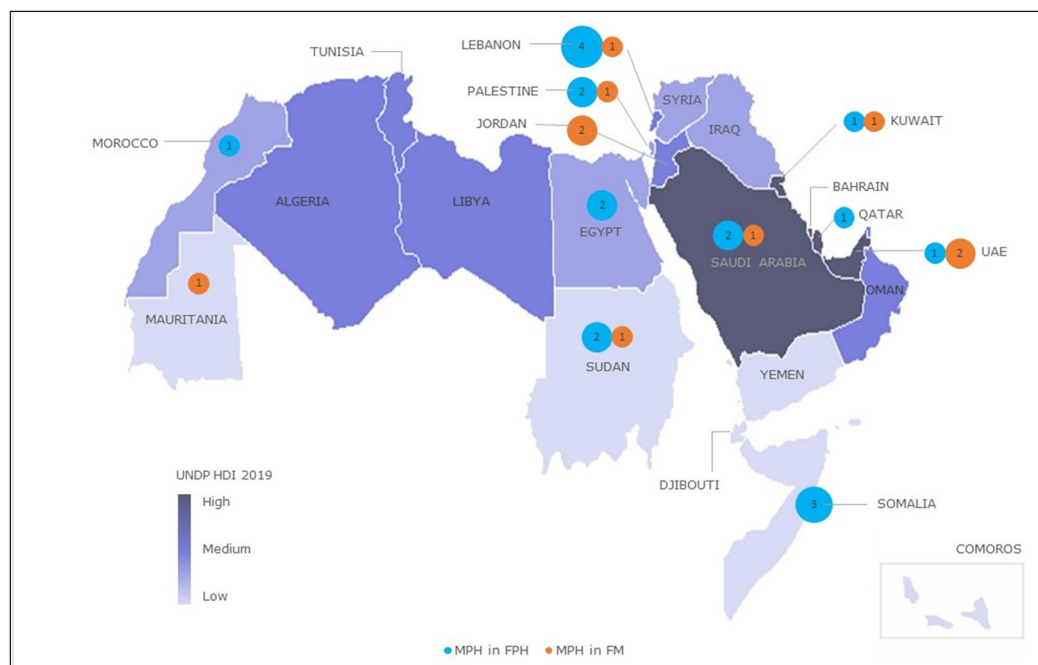 TUNISIA
LEBANON 4 1
PALESTINE 2 1
JORDAN 2
SYRIA
IRAQ
1 1 KUWAIT
MOROCCO 1
BAHRAIN
1 QATAR
ALGERIA
LIBYA
2
EGYPT
2 1
SAUDI ARABIA
1 2 UAE
OMAN
1
MAURITANIA
2 1
SUDAN
YEMEN
DJIBOUTI
3 SOMALIA
UNDP HDI 2019
High
Medium
Low
COMOROS
MPH in FPH MPH in FM